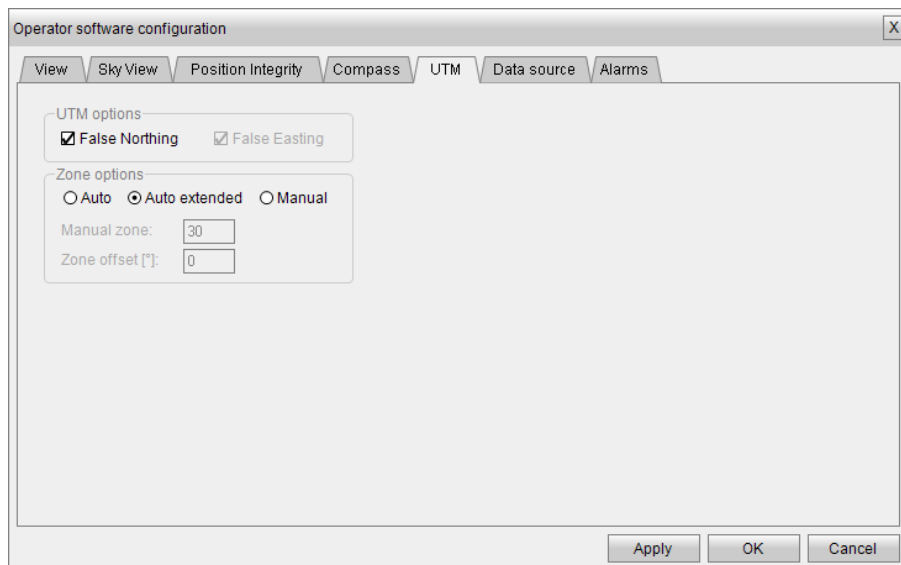 Operator software configuration X
View Sky View Position Integrity Compass UTM Data source Alarms
UTM options
False Northing False Easting
Zone options
Auto Auto extended Manual
Manual zone: 30
Zone offset [°]: 0
Apply OK Cancel